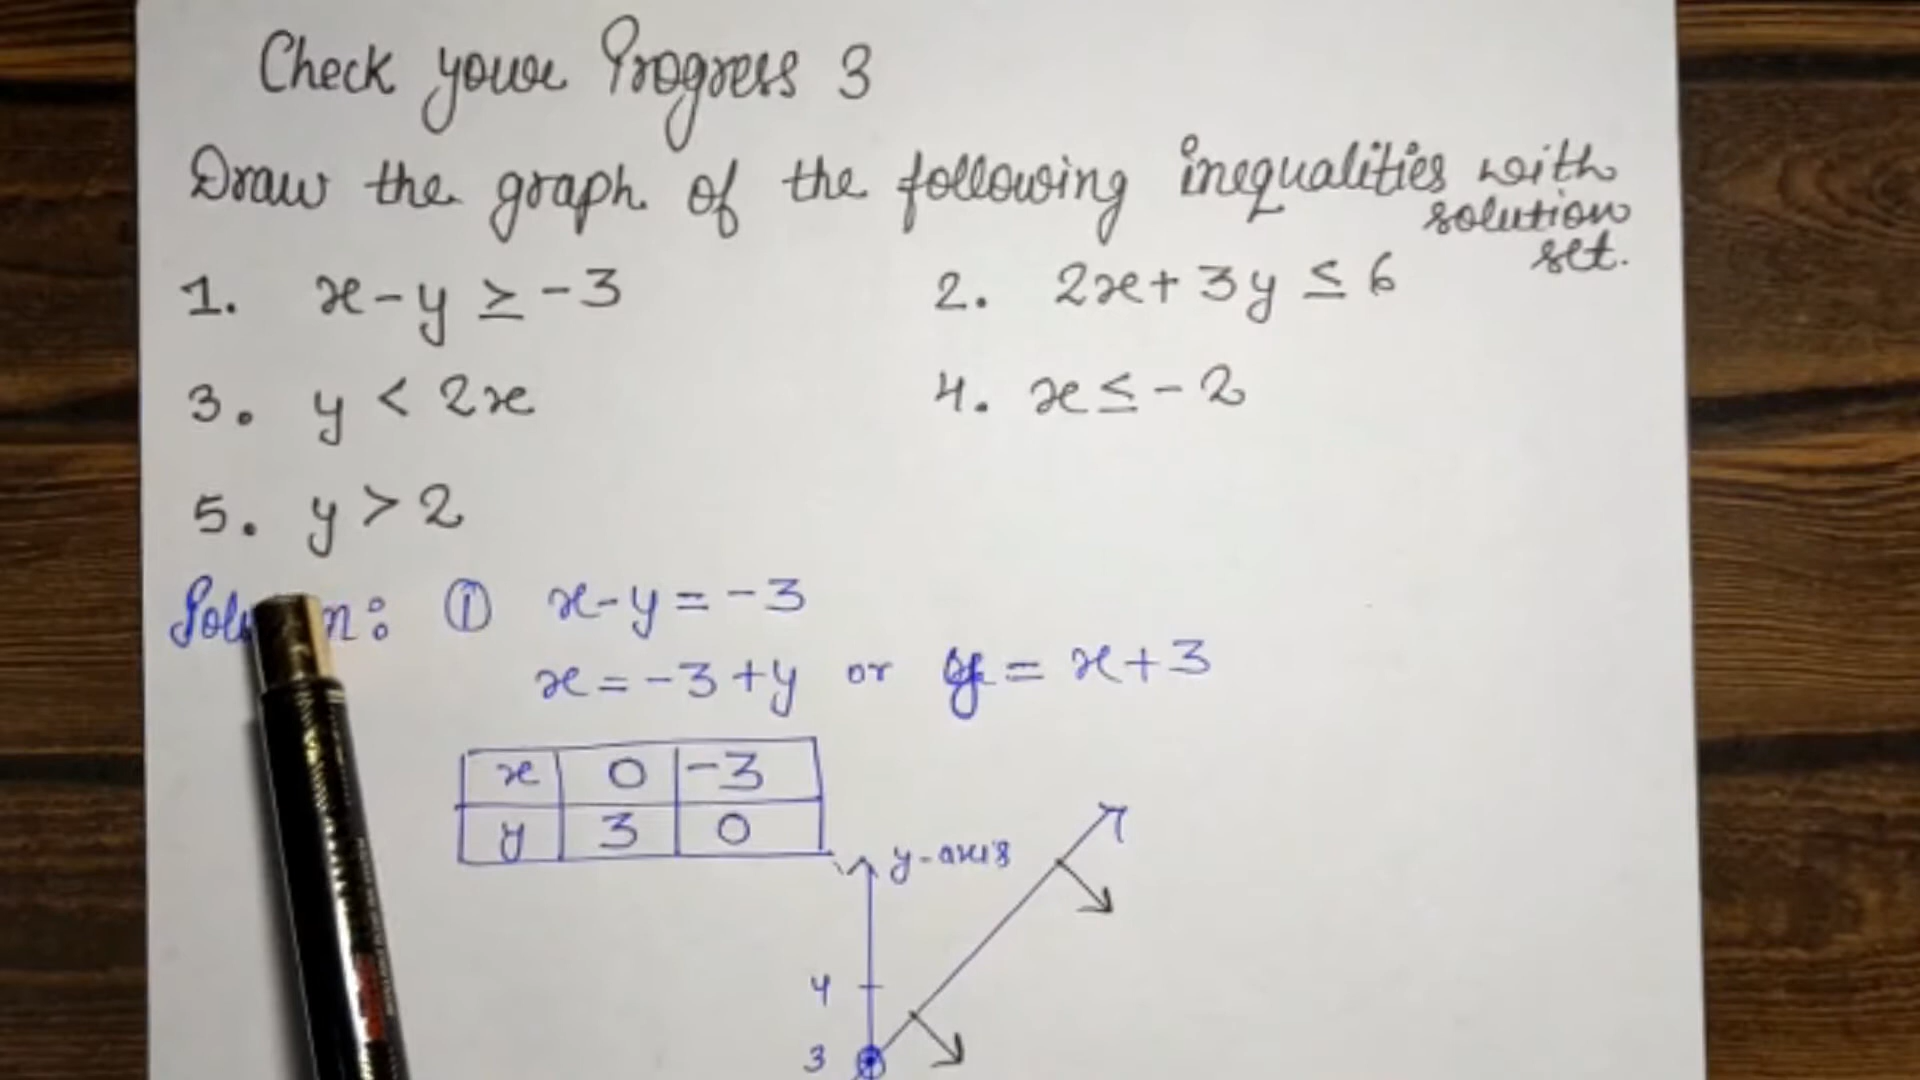 Check your Progress 3
Draw the graph of the following inequalities with solution set.
1. x-y ≥ -3
2. 2x+3y ≤ 6
3. y < 2x
4. x ≤ -2
5. y > 2
① x-y = -3
x = -3+y or y = x+3
x 0 -3
y 3 0
y-axis
4
3